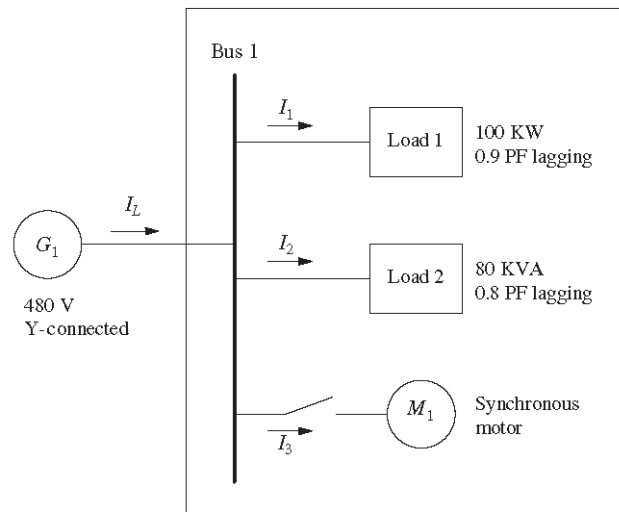 Bus 1
I₁
Load 1
100 KW
0.9 PF lagging
I_L
G₁
480 V
Y-connected
I₂
Load 2
80 KVA
0.8 PF lagging
I₃
M₁
Synchronous
motor